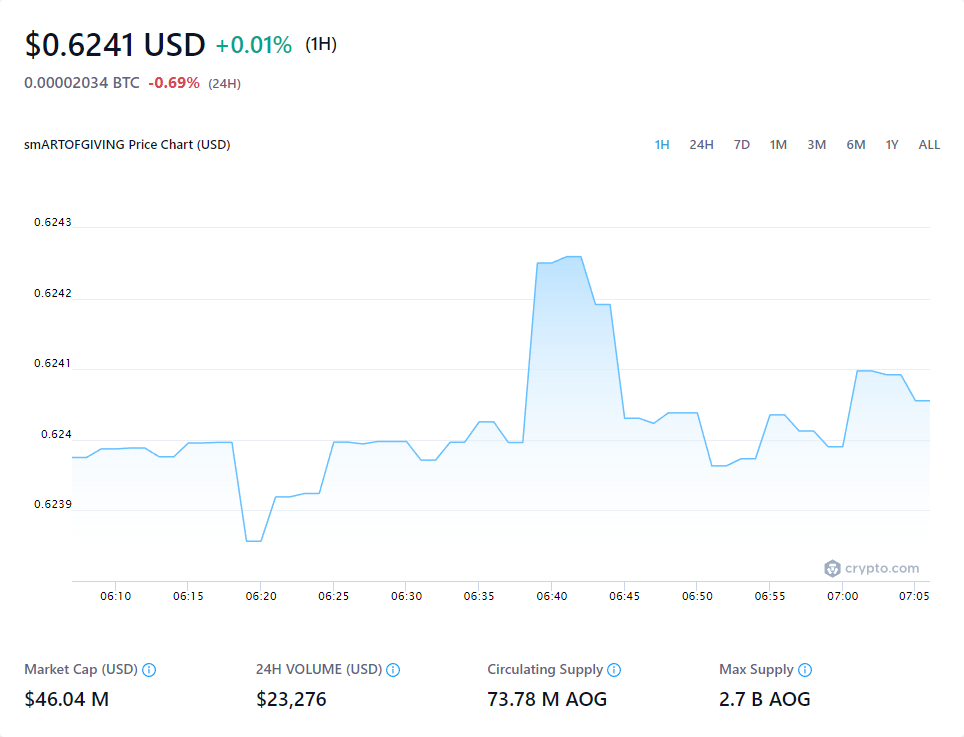 $0.6241 USD +0.01% (1H)
0.00002034 BTC -0.69% (24H)
smARTOFGIVING Price Chart (USD) 1H 24H 7D 1M 3M 6M 1Y ALL
0.6243
0.6242
0.6241
0.624
0.6239
crypto.com
06:10 06:15 06:20 06:25 06:30 06:35 06:40 06:45 06:50 06:55 07:00 07:05
Market Cap (USD) 24H VOLUME (USD) Circulating Supply Max Supply
$46.04 M $23,276 73.78 M AOG 2.7 B AOG